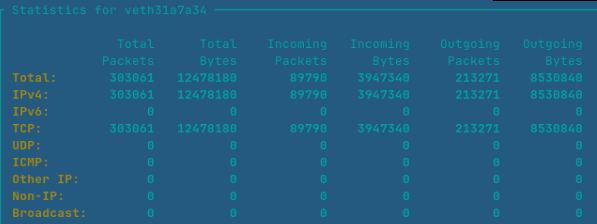 Statistics for veth31a7a34
Total Total Incoming Incoming Outgoing Outgoing
Packets Bytes Packets Bytes Packets Bytes
Total: 303061 12478180 89790 3947340 213271 8530840
IPv4: 303061 12478180 89790 3947340 213271 8530840
IPv6: 0 0 0 0 0 0
TCP: 303061 12478180 89790 3947340 213271 8530840
UDP: 0 0 0 0 0 0
ICMP: 0 0 0 0 0 0
Other IP: 0 0 0 0 0 0
Non-IP: 0 0 0 0 0 0
Broadcast: 0 0 0 0 0 0